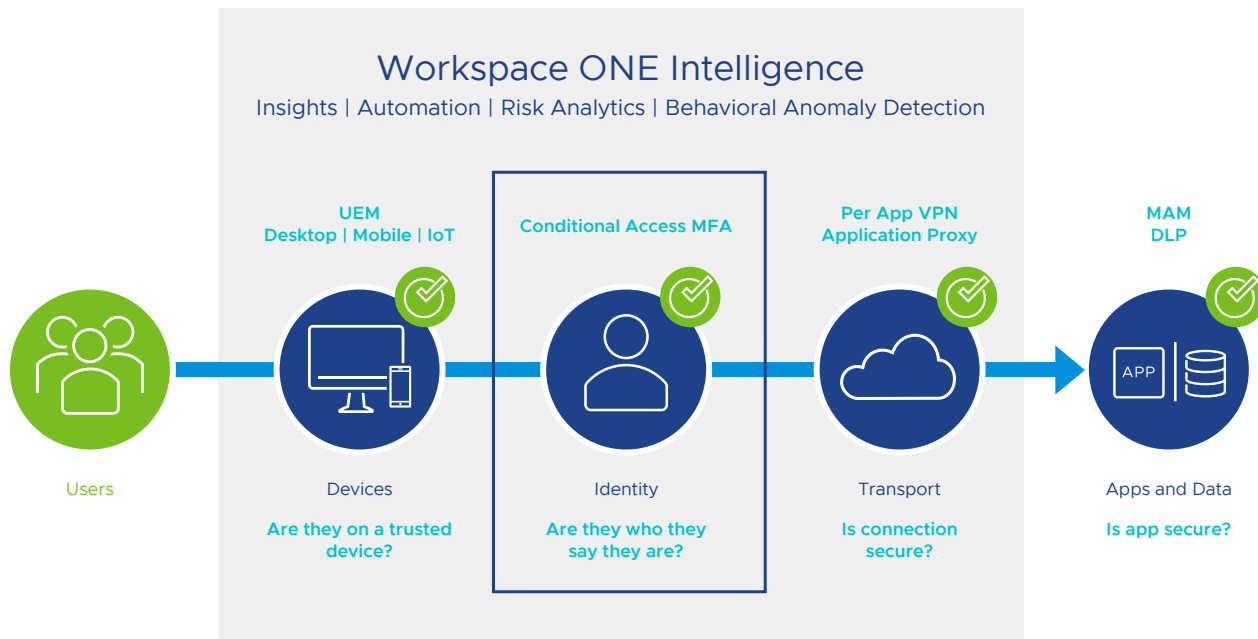 Workspace ONE Intelligence
Insights | Automation | Risk Analytics | Behavioral Anomaly Detection
UEM
Desktop | Mobile | IoT
Conditional Access MFA
Per App VPN
Application Proxy
MAM
DLP
APP
Users
Devices
Identity
Transport
Apps and Data
Are they on a trusted
device?
Are they who they
say they are?
Is connection
secure?
Is app secure?